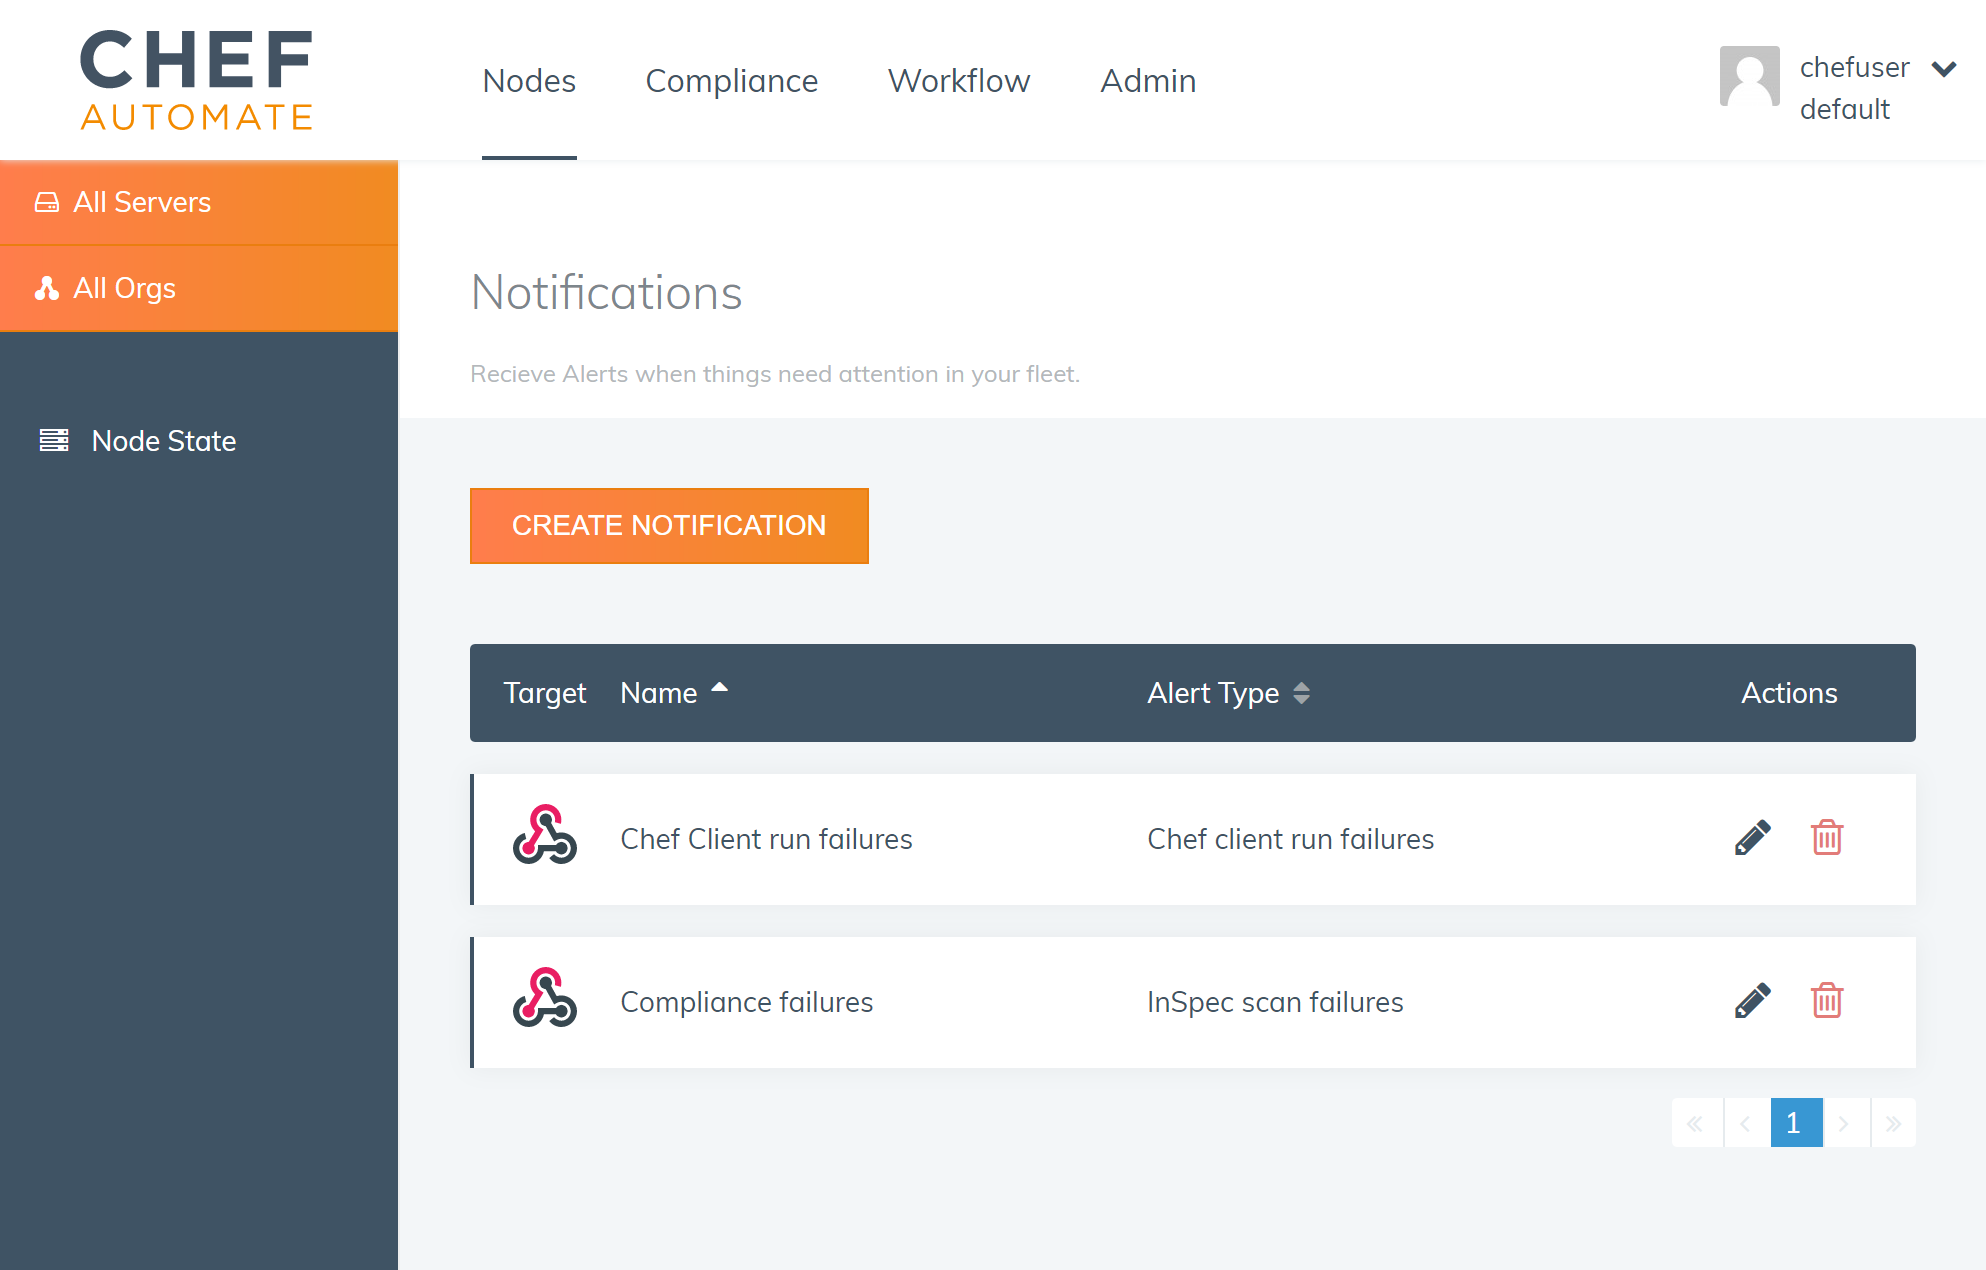 CHEF
AUTOMATE
Nodes Compliance Workflow Admin
chefuser
default
All Servers
All Orgs
Node State
Notifications
Recieve Alerts when things need attention in your fleet.
CREATE NOTIFICATION
Target Name Alert Type Actions
Chef Client run failures Chef client run failures
Compliance failures InSpec scan failures
« ‹ 1 › »